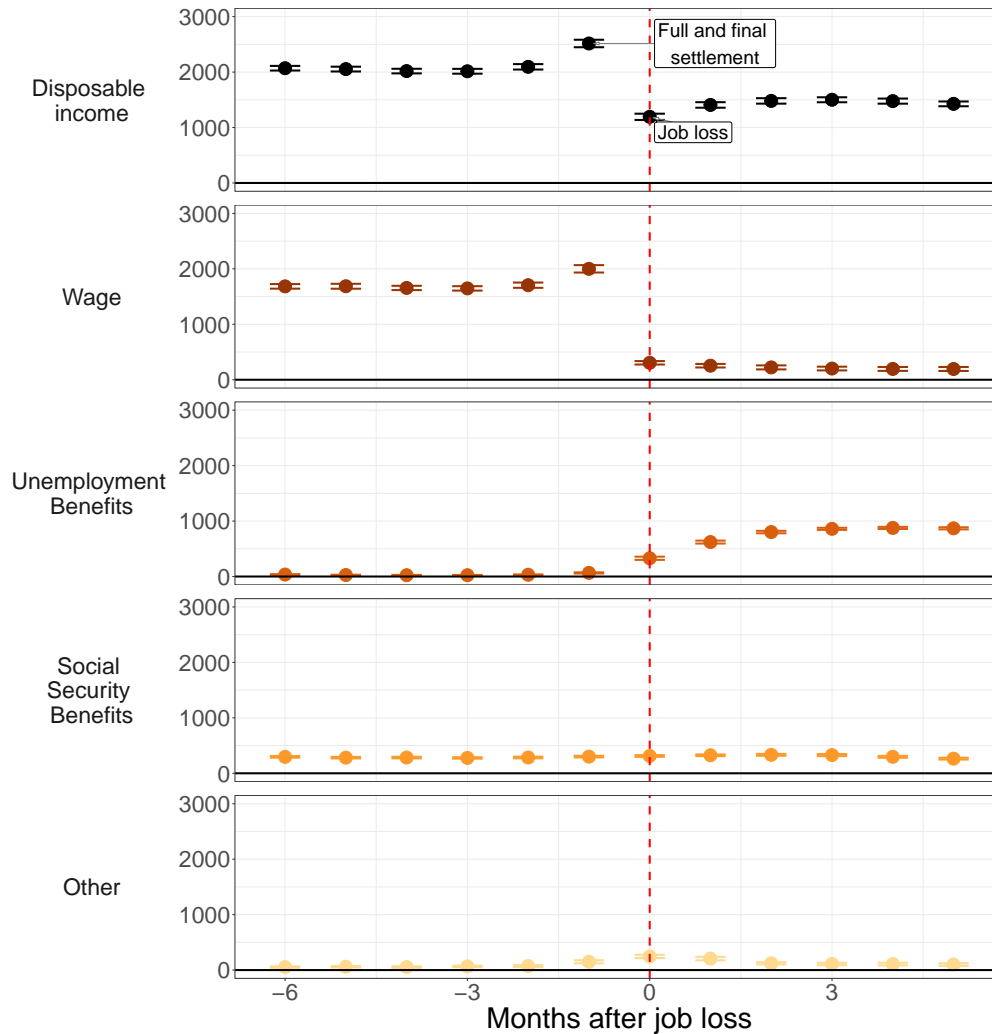 3000
2000
1000
0
Disposable
income
Full and final
settlement
Job loss
3000
2000
1000
0
Wage
3000
2000
1000
0
Unemployment
Benefits
3000
2000
1000
0
Social
Security
Benefits
3000
2000
1000
0
Other
−6 −3 0 3
Months after job loss